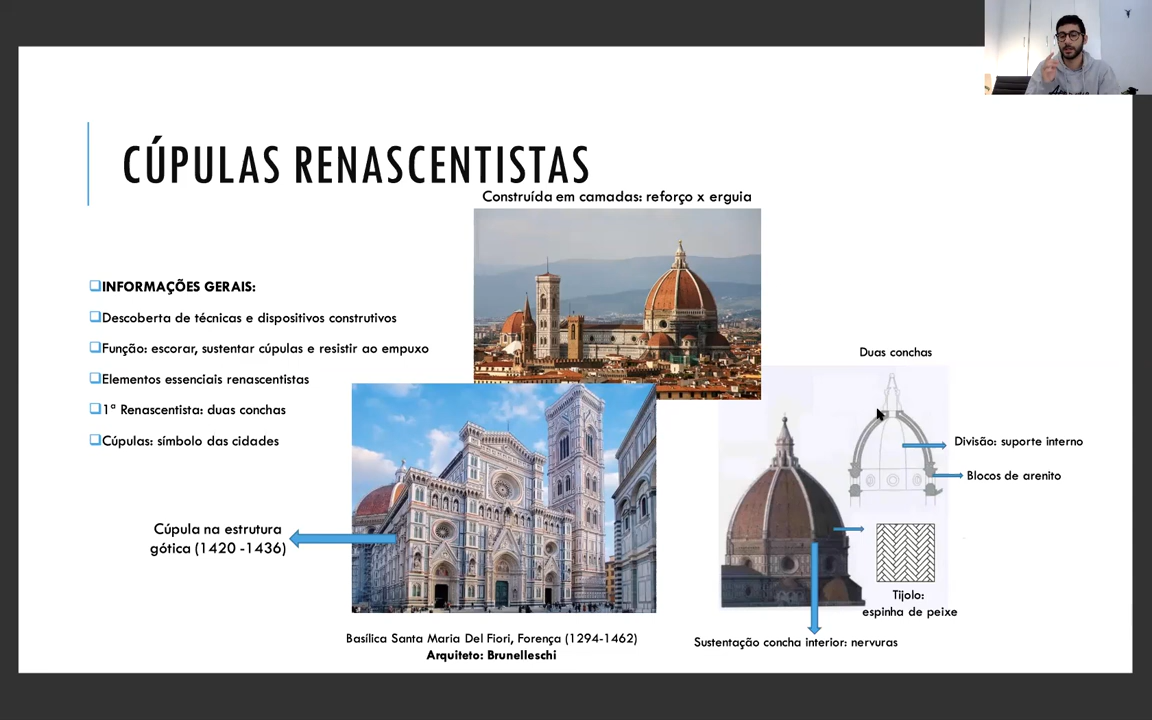 CÚPULAS RENASCENTISTAS
Construída em camadas: reforço x erguia
INFORMAÇÕES GERAIS:
Descoberta de técnicas e dispositivos construtivos
Função: escorar, sustentar cúpulas e resistir ao empuxo
Elementos essenciais renascentistas
1ª Renascentista: duas conchas
Cúpulas: símbolo das cidades
Cúpula na estrutura
gótica (1420 -1436)
Basílica Santa Maria Del Fiori, Forença (1294-1462)
Arquiteto: Brunelleschi
Duas conchas
Divisão: suporte interno
Blocos de arenito
Tijolo:
espinha de peixe
Sustentação concha interior: nervuras